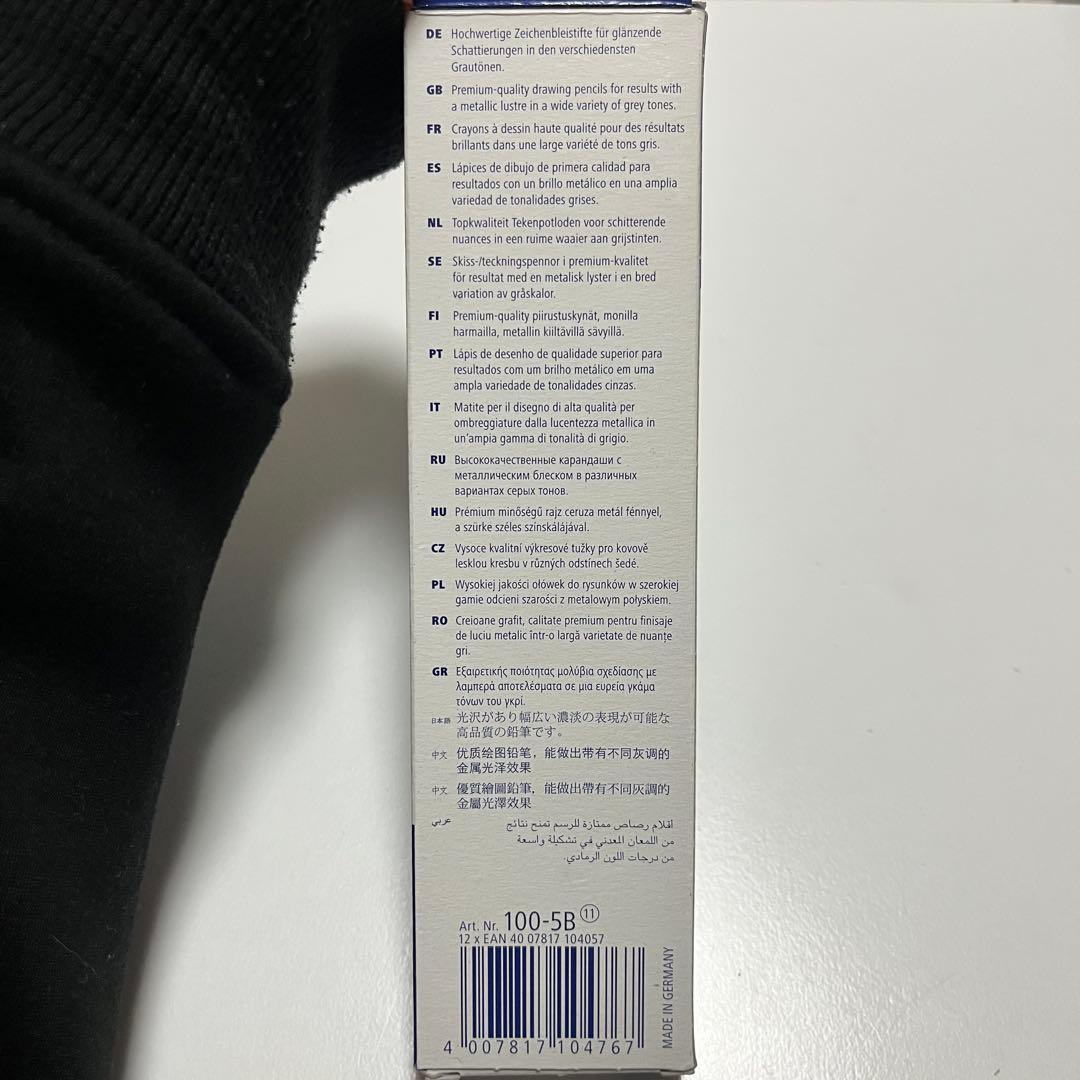 DE Hochwertige Zeichenbleistifte für glänzende
Schattierungen in den verschiedensten
Grautönen.
GB Premium-quality drawing pencils for results with
a metallic lustre in a wide variety of grey tones.
FR Crayons à dessin haute qualité pour des résultats
brillants dans une large variété de tons gris.
ES Lápices de dibujo de primera calidad para
resultados con un brillo metálico en una amplia
variedad de tonalidades grises.
NL Topkwaliteit Tekenpotloden voor schitterende
nuances in een ruime waaier aan grijstinten.
SE Skiss-/teckningspennor i premium-kvalitet
för resultat med en metalisk lyster i en bred
variation av gråskalor.
FI Premium-quality piirustuskynät, monilla
harmailla, metallin kiiltävillä sävyillä.
PT Lápis de desenho de qualidade superior para
resultados com um brilho metálico em uma
ampla variedade de tonalidades cinzas.
IT Matite per il disegno di alta qualità per
ombreggiature dalla lucentezza metallica in
un'ampia gamma di tonalità di grigio.
RU Высококачественные карандаши с
металлическим блеском в различных
вариантах серых тонов.
HU Prémium minőségű rajz ceruza metál fénnyel,
a szürke széles színskálájával.
CZ Vysoce kvalitní výkresové tužky pro kovově
lesklou kresbu v různých odstínech šedé.
PL Wysokiej jakości ołówek do rysunków w szerokiej
gamie odcieni szarości z metalowym połyskiem.
RO Creioane grafit, calitate premium pentru finisaje
de luciu metalic într-o largă varietate de nuanțe
gri.
GR Εξαιρετικής ποιότητας μολύβια σχεδίασης με
λαμπερά αποτελέσματα σε μια ευρεία γκάμα
τόνων του γκρί.
日本語 光沢があり幅広い濃淡の表現が可能な
高品質の鉛筆です。
中文 优质绘图铅笔，能做出带有不同灰调的
金属光泽效果
中文 優質繪圖鉛筆，能做出帶有不同灰調的
金屬光澤效果
عربي أقلام رصاص ممتازة للرسم تمنح نتائج
من اللمعان المعدني في تشكيلة واسعة
من درجات اللون الرمادي.
Art. Nr. 100-5B ⑪
12 x EAN 40 07817 104057
MADE IN GERMANY
4 007817 104767